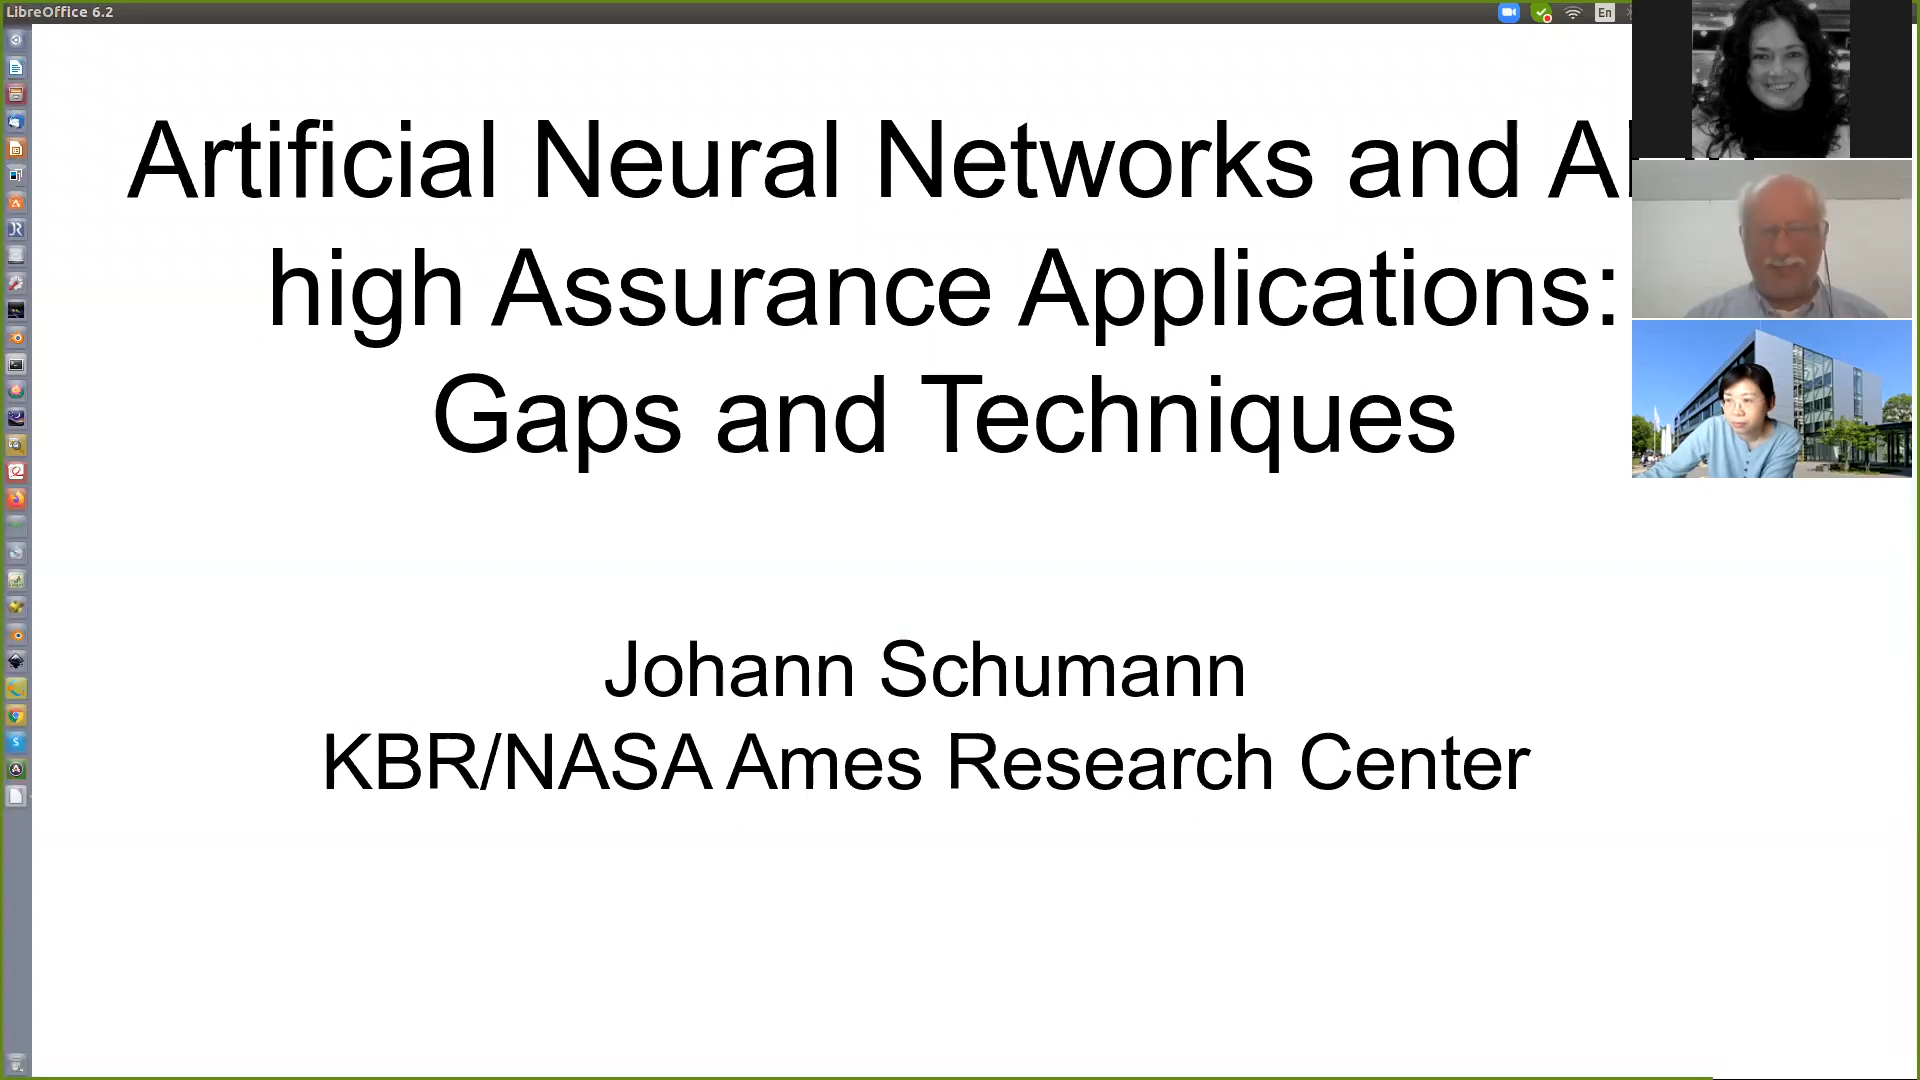 LibreOffice 6.2
En
Artificial Neural Networks and
high Assurance Applications:
Gaps and Techniques
Johann Schumann
KBR/NASA Ames Research Center